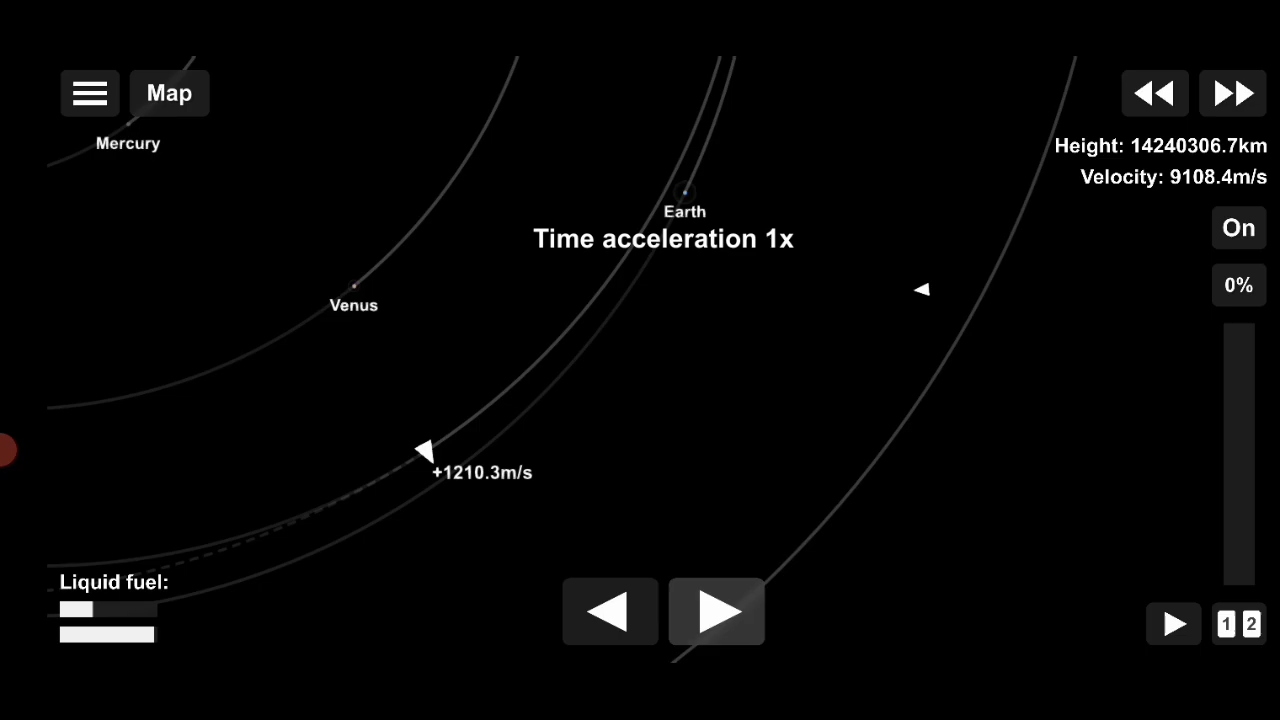 Map
Mercury
Height: 14240306.7km
Velocity: 9108.4m/s
Earth
On
Time acceleration 1x
0%
Venus
+1210.3m/s
Liquid fuel:
1 2